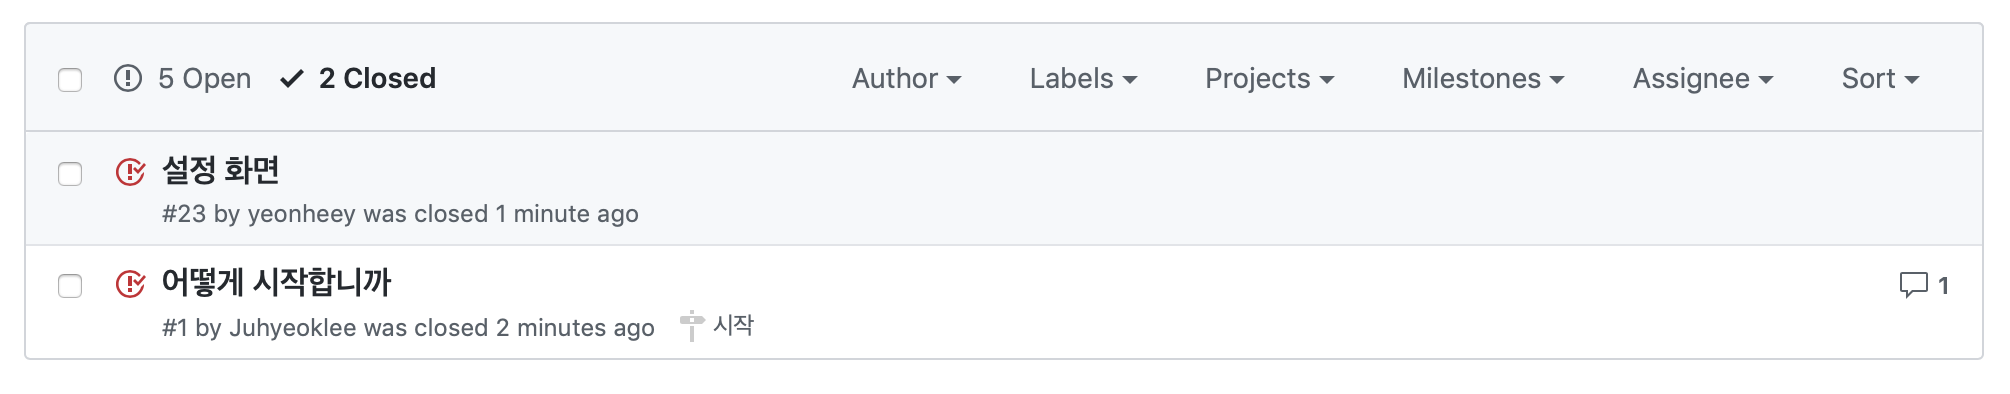 5 Open 2 Closed Author Labels Projects Milestones Assignee Sort
설정 화면
#23 by yeonheey was closed 1 minute ago
어떻게 시작합니까 1
#1 by Juhyeoklee was closed 2 minutes ago 시작